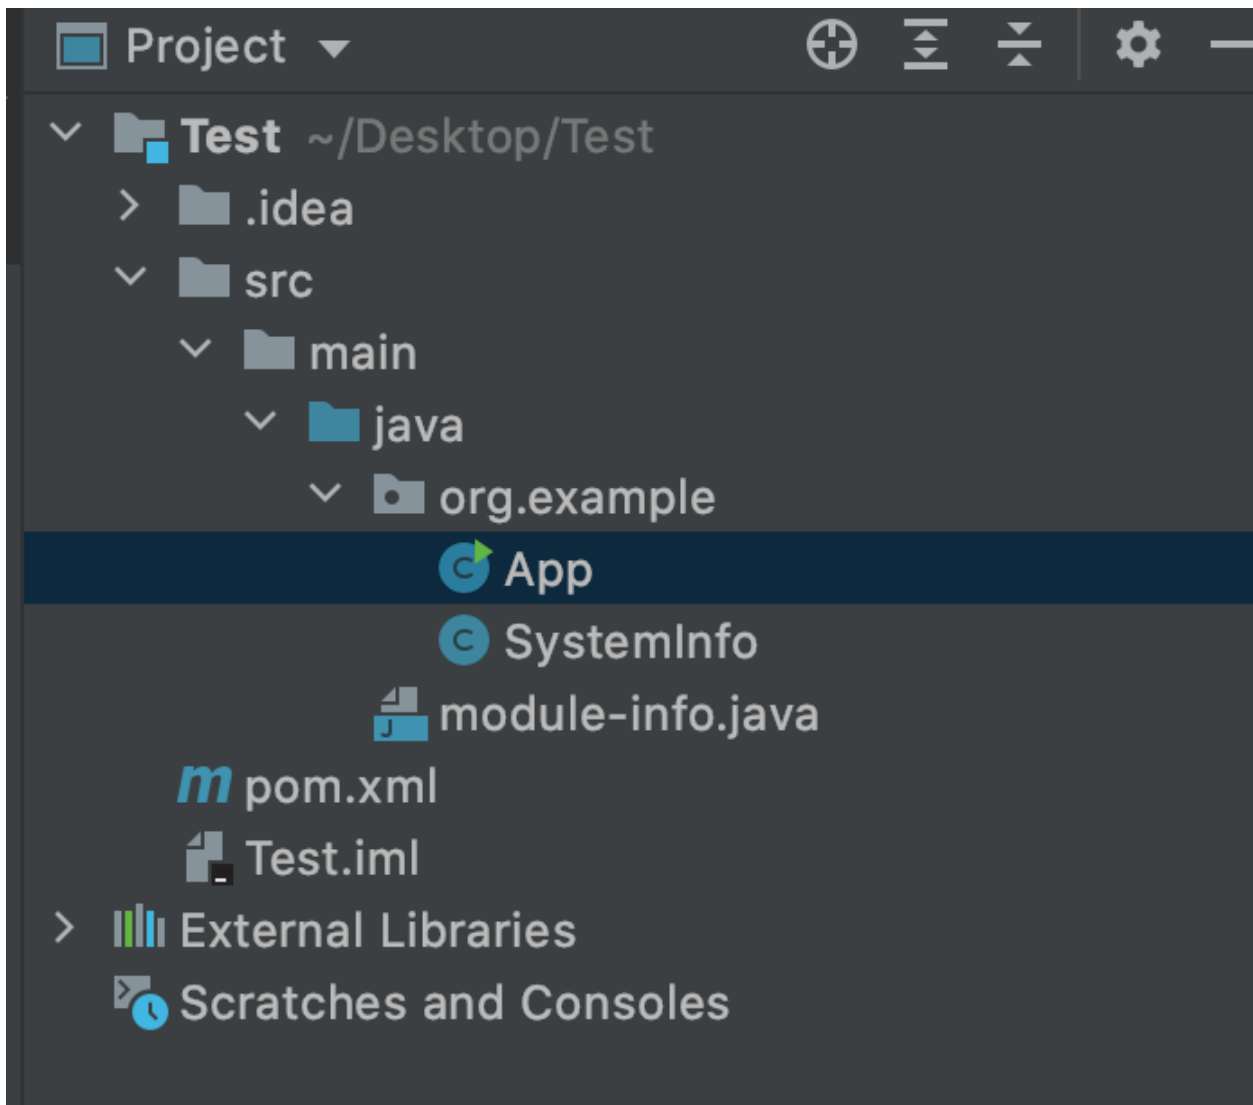 Project
Test ~/Desktop/Test
.idea
src
main
java
org.example
App
SystemInfo
module-info.java
pom.xml
Test.iml
External Libraries
Scratches and Consoles